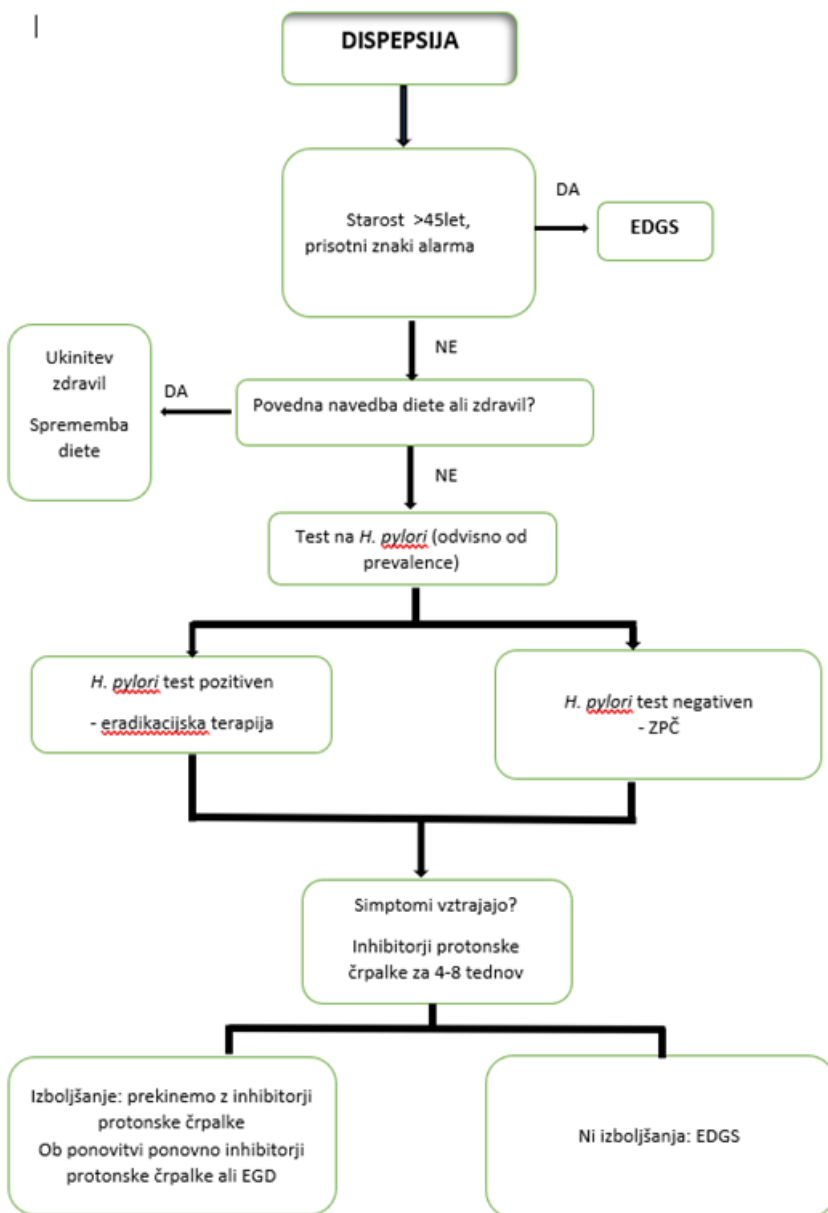 DISPEPSIJA
Starost >45let,
prisotni znaki alarma
DA
EDGS
NE
Ukinitev
zdravil
Sprememba
diete
DA
Povedna navedba diete ali zdravil?
NE
Test na H. pylori (odvisno od
prevalence)
H. pylori test pozitiven
- eradikacijska terapija
H. pylori test negativen
- ZPČ
Simptomi vztrajajo?
Inhibitorji protonske
črpalke za 4-8 tednov
Izboljšanje: prekinemo z inhibitorji
protonske črpalke
Ob ponovitvi ponovno inhibitorji
protonske črpalke ali EGD
Ni izboljšanja: EDGS